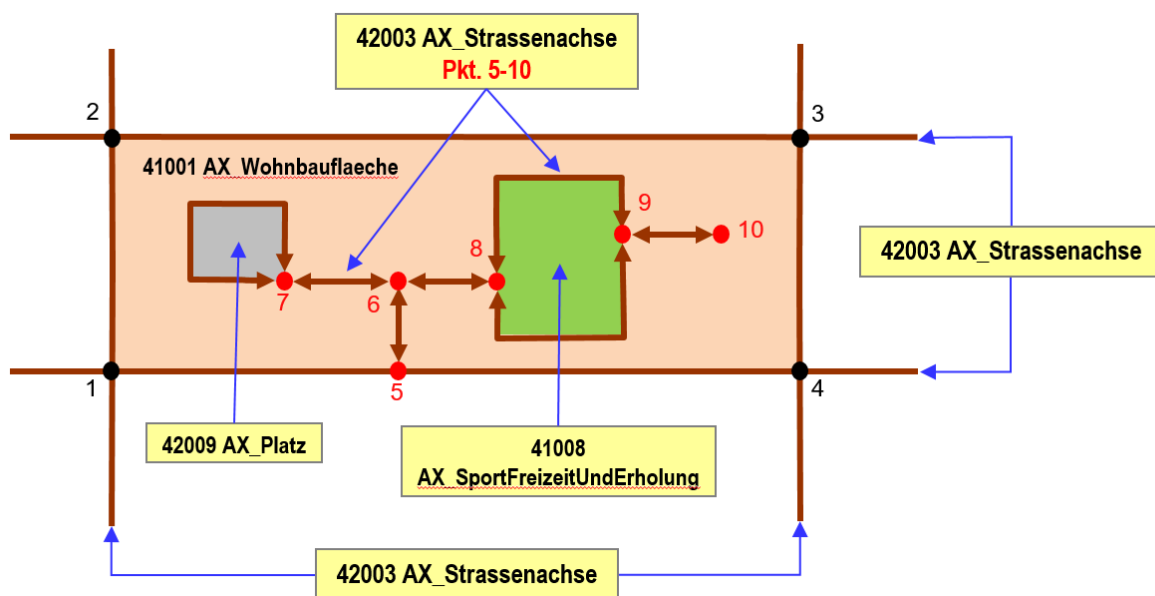 42003 AX_Strassenachse
Pkt. 5-10
2
3
41001 AX_Wohnbauflaeche
9
10
8
42003 AX_Strassenachse
7
6
1
5
4
42009 AX_Platz
41008
AX_SportFreizeitUndErholung
42003 AX_Strassenachse